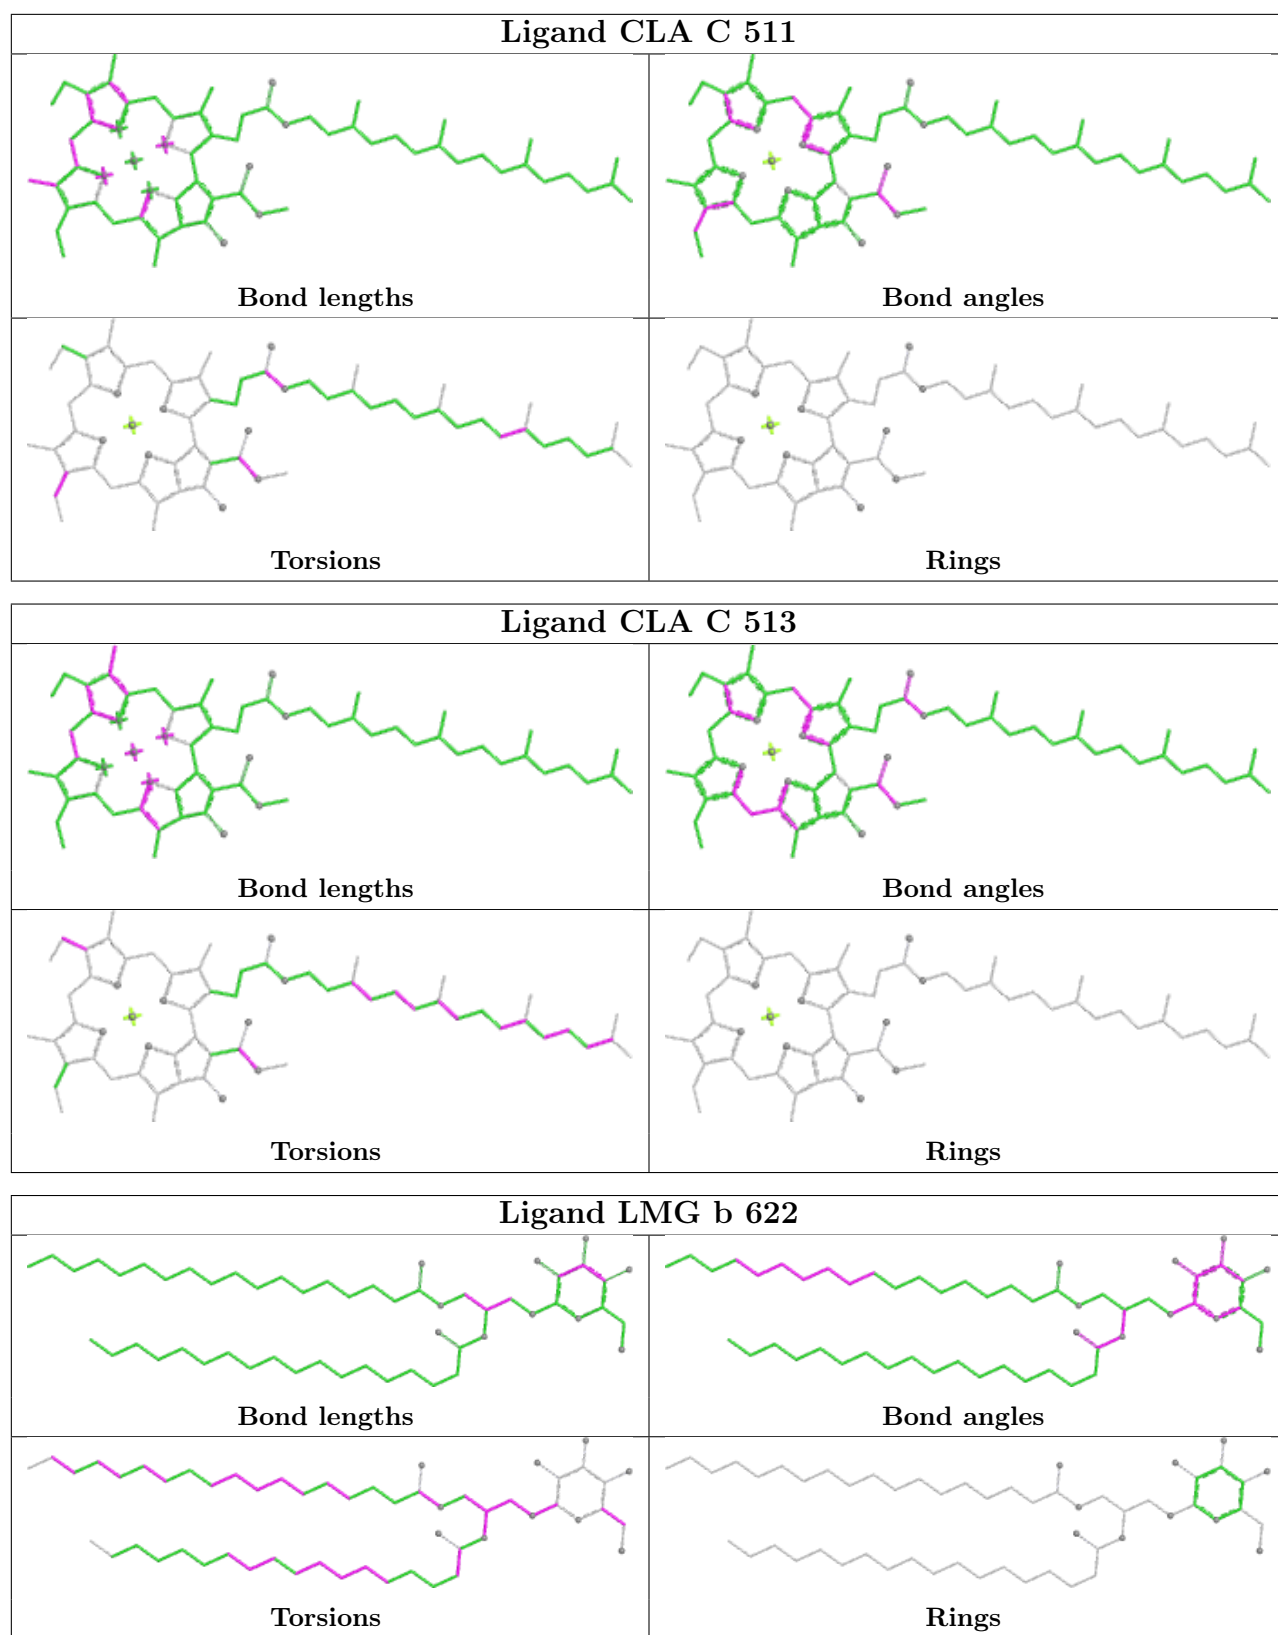 Ligand CLA C 511
Bond lengths
Bond angles
Torsions
Rings
Ligand CLA C 513
Bond lengths
Bond angles
Torsions
Rings
Ligand LMG b 622
Bond lengths
Bond angles
Torsions
Rings